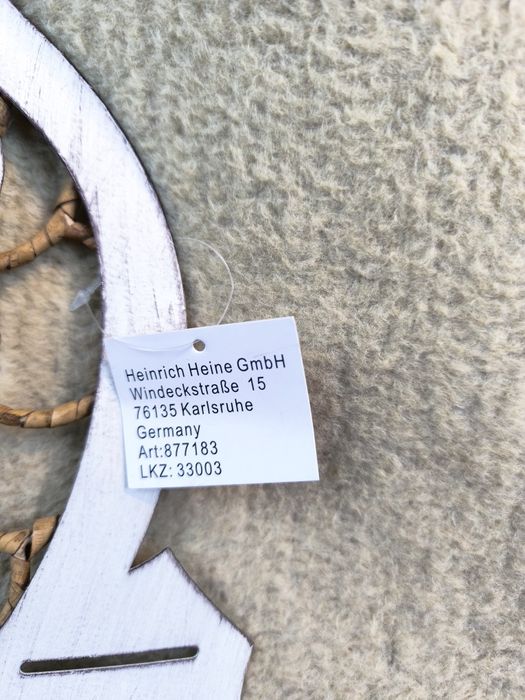 Heinrich Heine GmbH
Windeckstraße 15
76135 Karlsruhe
Germany
Art:877183
LKZ: 33003